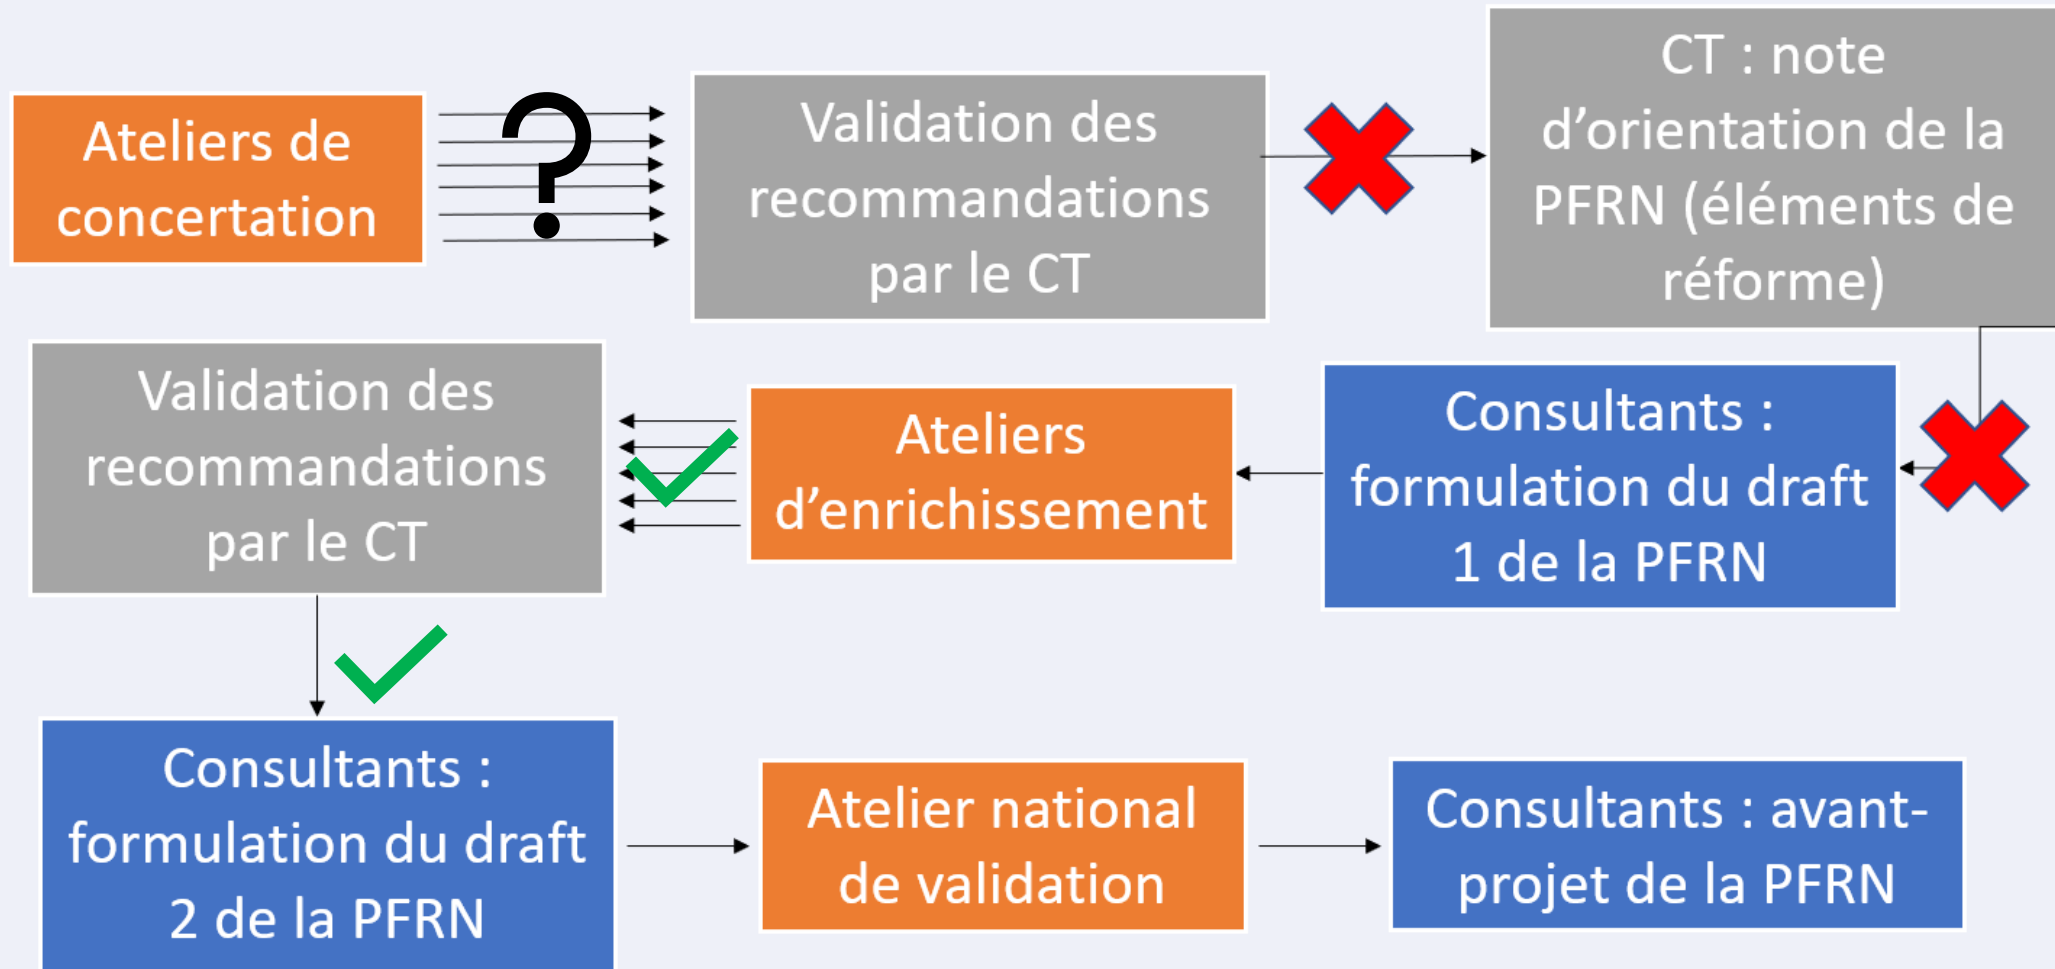 Ateliers de
concertation
?
Validation des
recommandations
par le CT
CT : note
d’orientation de la
PFRN (éléments de
réforme)
Consultants :
formulation du draft
1 de la PFRN
Ateliers
d’enrichissement
Validation des
recommandations
par le CT
Consultants :
formulation du draft
2 de la PFRN
Atelier national
de validation
Consultants : avant-
projet de la PFRN